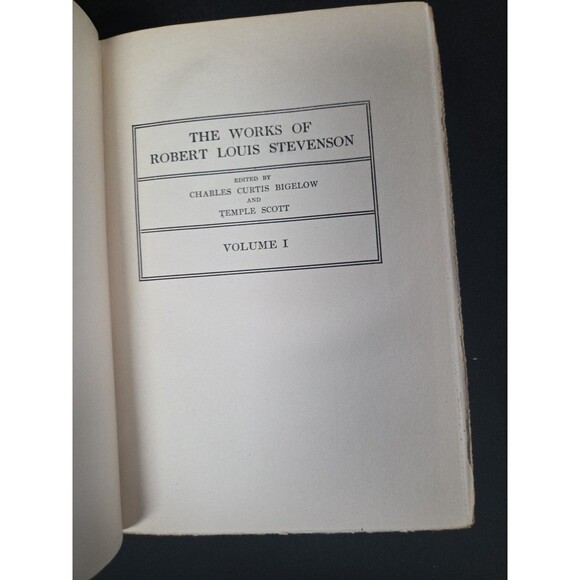 THE WORKS OF
ROBERT LOUIS STEVENSON
EDITED BY
CHARLES CURTIS BIGELOW
AND
TEMPLE SCOTT
VOLUME I